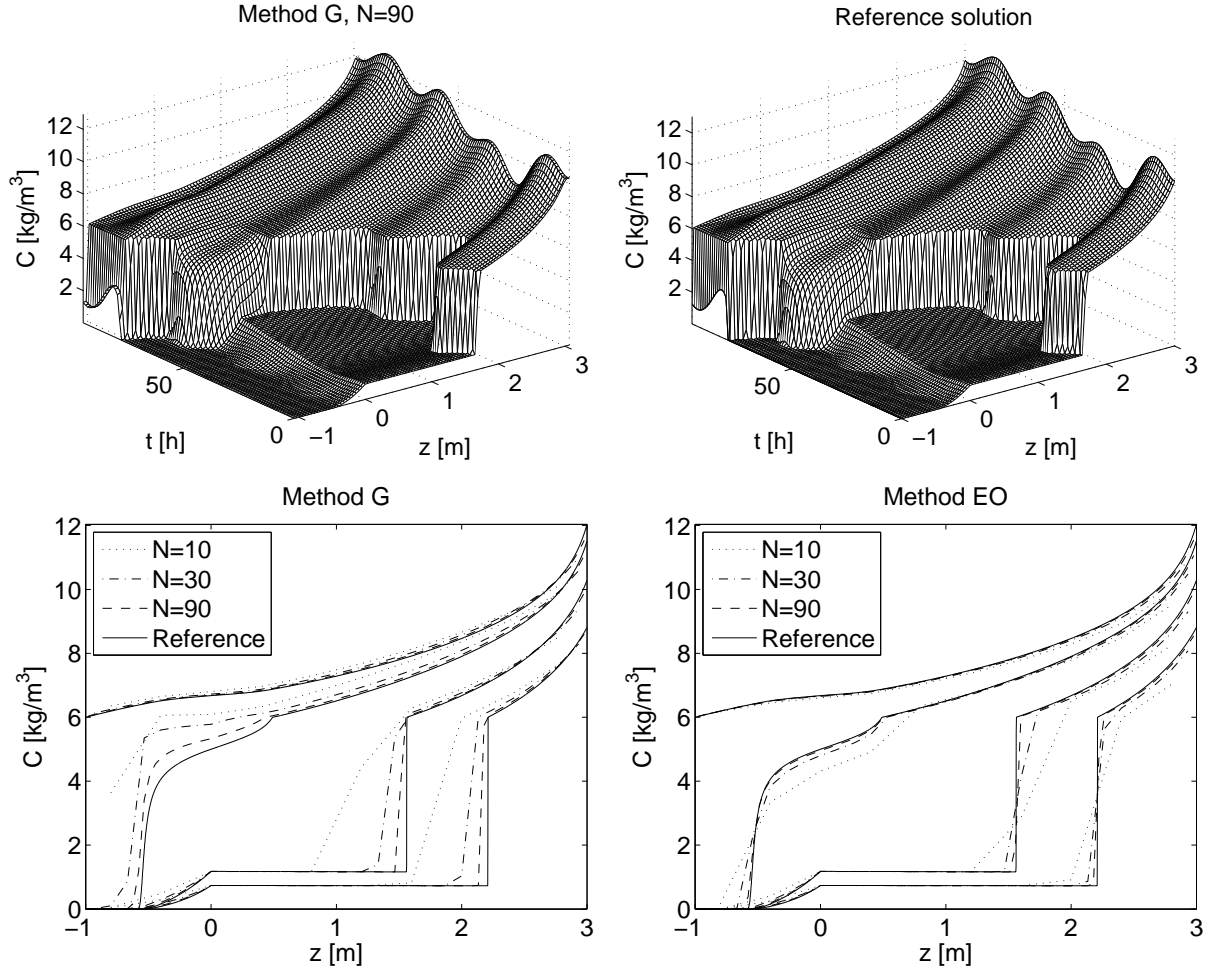 Method G, N=90
12
10
8
6
4
2
C [kg/m³]
50
0
t [h]
−1
0
1
2
3
z [m]
Reference solution
12
10
8
6
4
2
C [kg/m³]
50
0
t [h]
−1
0
1
2
3
z [m]
Method G
12
10
8
6
4
2
0
C [kg/m³]
N=10
N=30
N=90
Reference
−1
0
1
2
3
z [m]
Method EO
12
10
8
6
4
2
0
C [kg/m³]
N=10
N=30
N=90
Reference
−1
0
1
2
3
z [m]